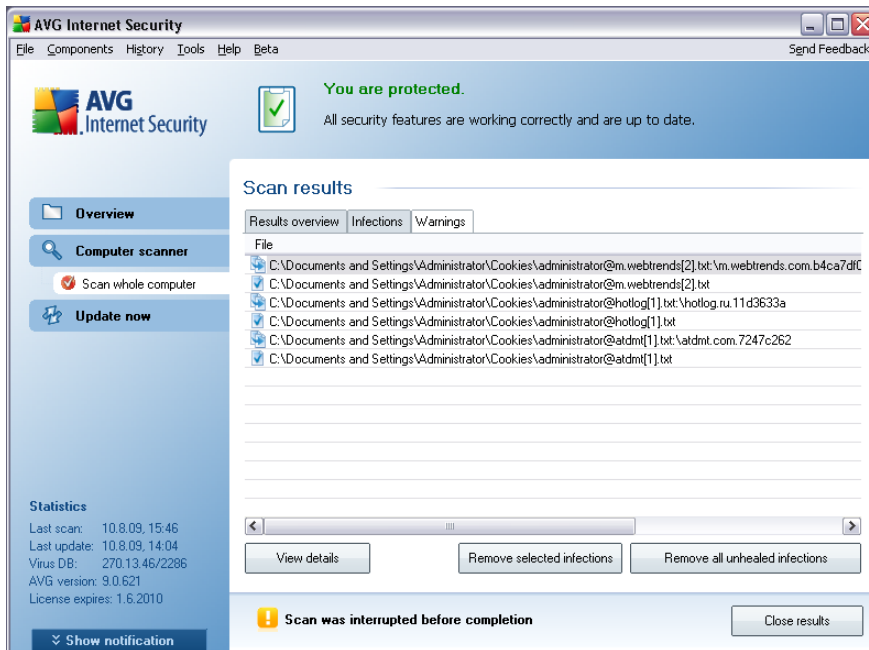 AVG Internet Security
File Components History Tools Help Beta
Send Feedback
AVG
Internet Security
You are protected.
All security features are working correctly and are up to date.
Overview
Computer scanner
Scan whole computer
Update now
Scan results
Results overview Infections Warnings
File
C:\Documents and Settings\Administrator\Cookies\administrator@m.webtrends[2].txt:\m.webtrends.com.b4ca7df0
C:\Documents and Settings\Administrator\Cookies\administrator@m.webtrends[2].txt
C:\Documents and Settings\Administrator\Cookies\administrator@hotlog[1].txt:\hotlog.ru.11d3633a
C:\Documents and Settings\Administrator\Cookies\administrator@hotlog[1].txt
C:\Documents and Settings\Administrator\Cookies\administrator@atdmt[1].txt:\atdmt.com.7247c262
C:\Documents and Settings\Administrator\Cookies\administrator@atdmt[1].txt
View details
Remove selected infections
Remove all unhealed infections
Statistics
Last scan: 10.8.09, 15:46
Last update: 10.8.09, 14:04
Virus DB: 270.13.46/2286
AVG version: 9.0.621
License expires: 1.6.2010
Show notification
Scan was interrupted before completion
Close results